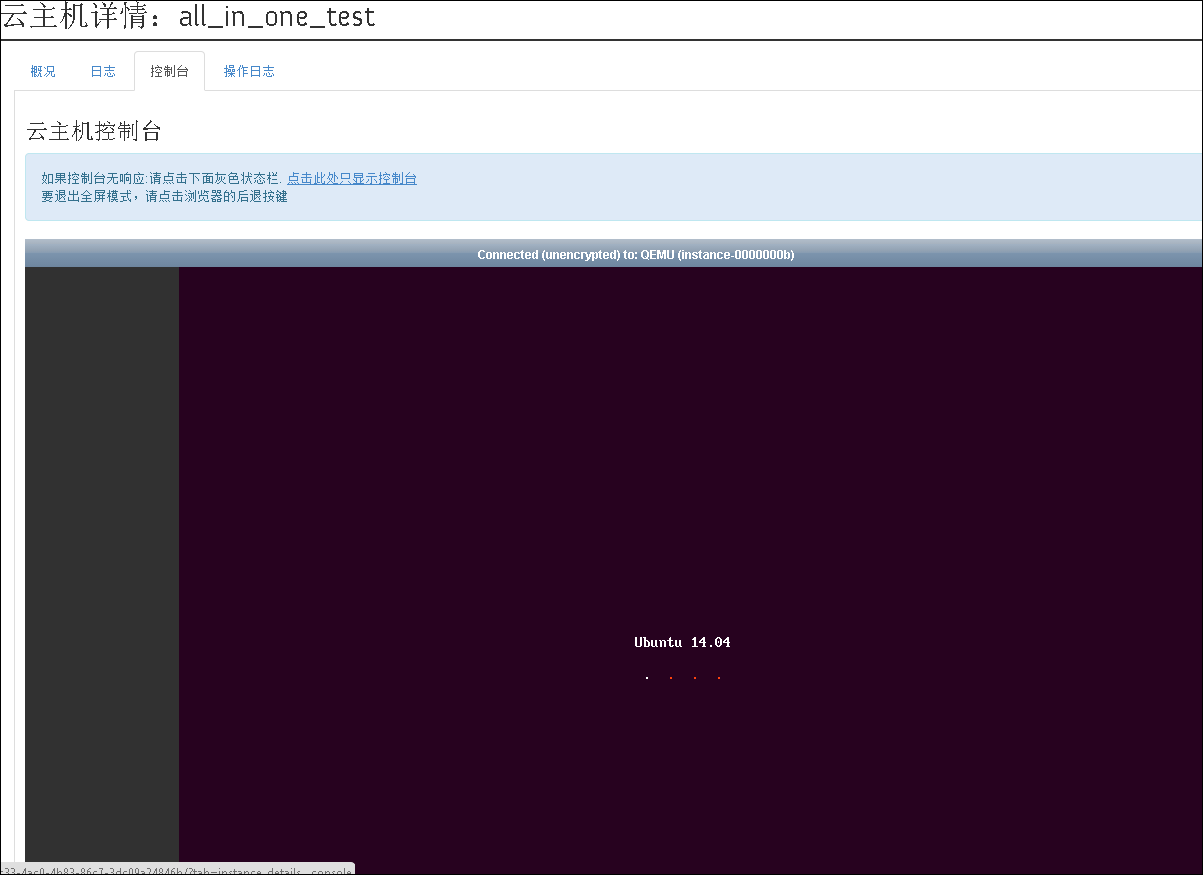 云主机详情：all_in_one_test
概况 日志 控制台 操作日志
云主机控制台
如果控制台无响应:请点击下面灰色状态栏. 点击此处只显示控制台
要退出全屏模式，请点击浏览器的后退按键
Connected (unencrypted) to: QEMU (instance-0000000b)
Ubuntu 14.04
33-4ac0-4b83-86c7-3dc09a24846b/?tab=instance_details__console